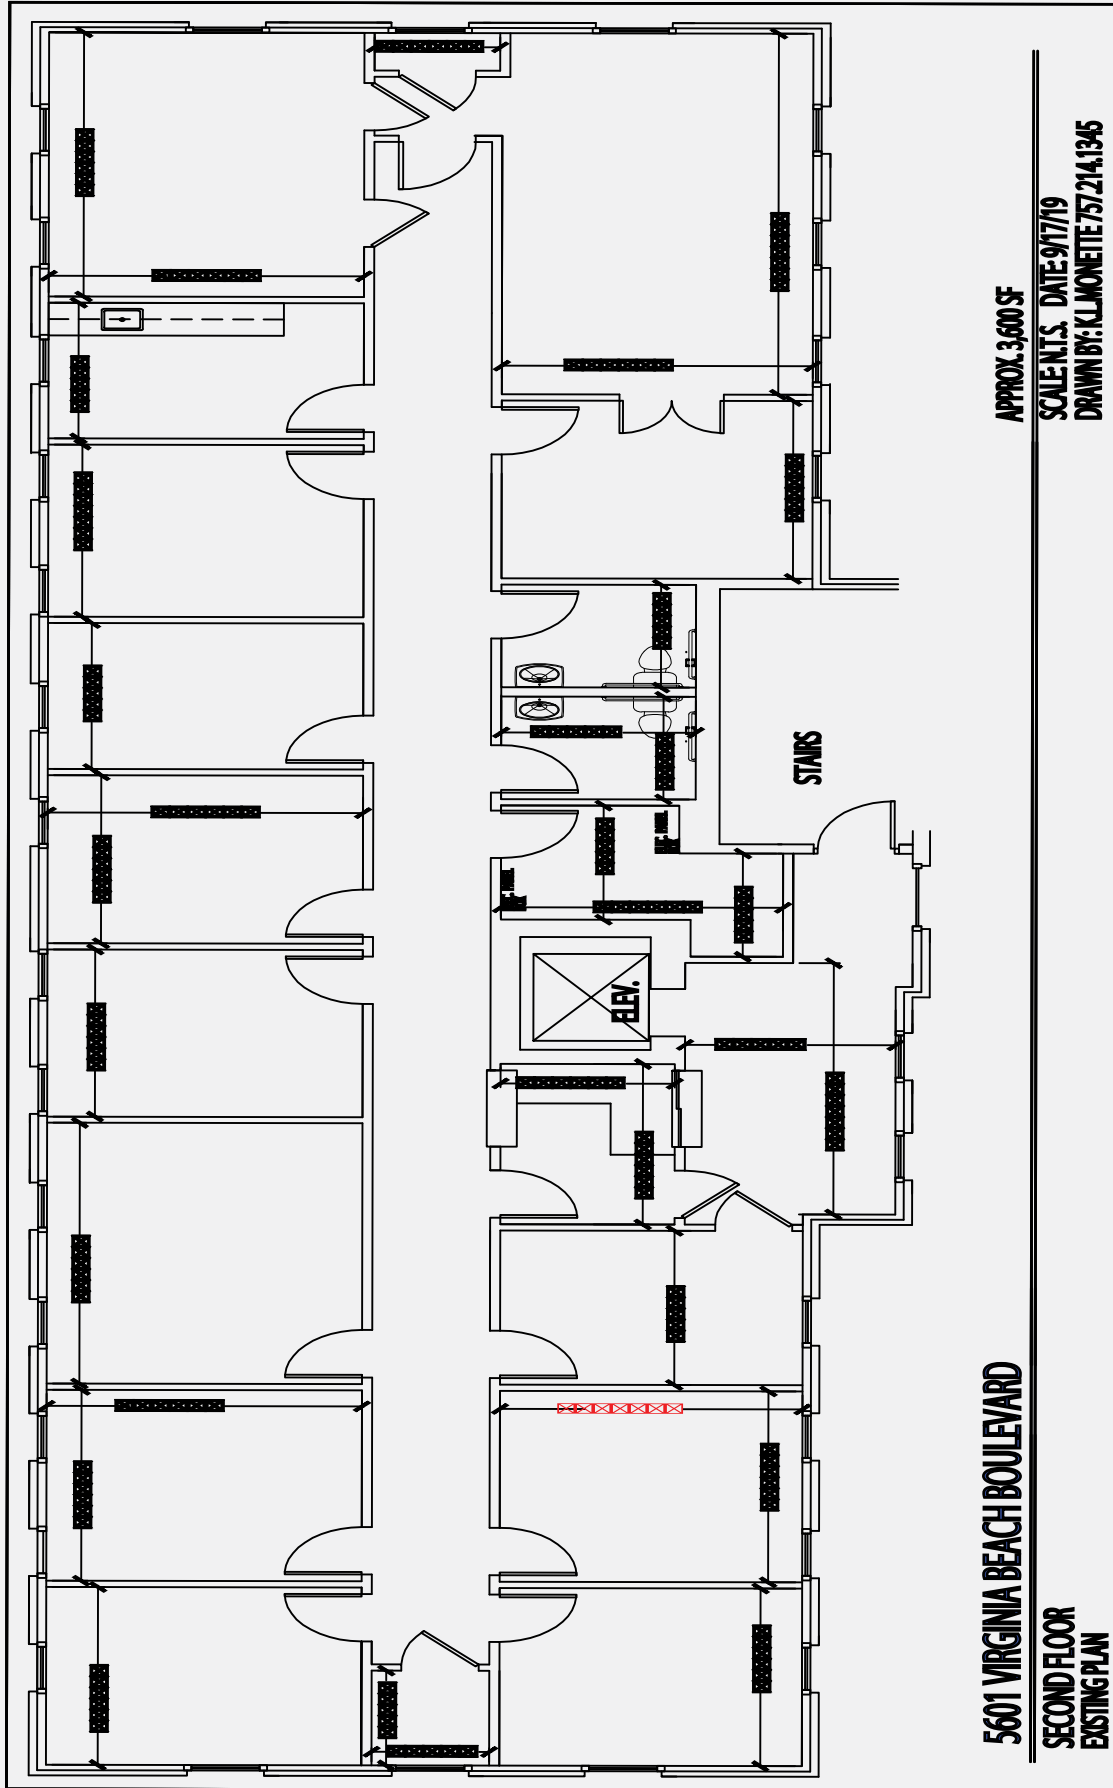 ELEV.
STAIRS
5601 VIRGINIA BEACH BOULEVARD
APPROX. 3,600 SF
SECOND FLOOR
EXISTING PLAN
SCALE: N.T.S. DATE: 9/17/19
DRAWN BY: K.L.MONETTE 757.214.1345